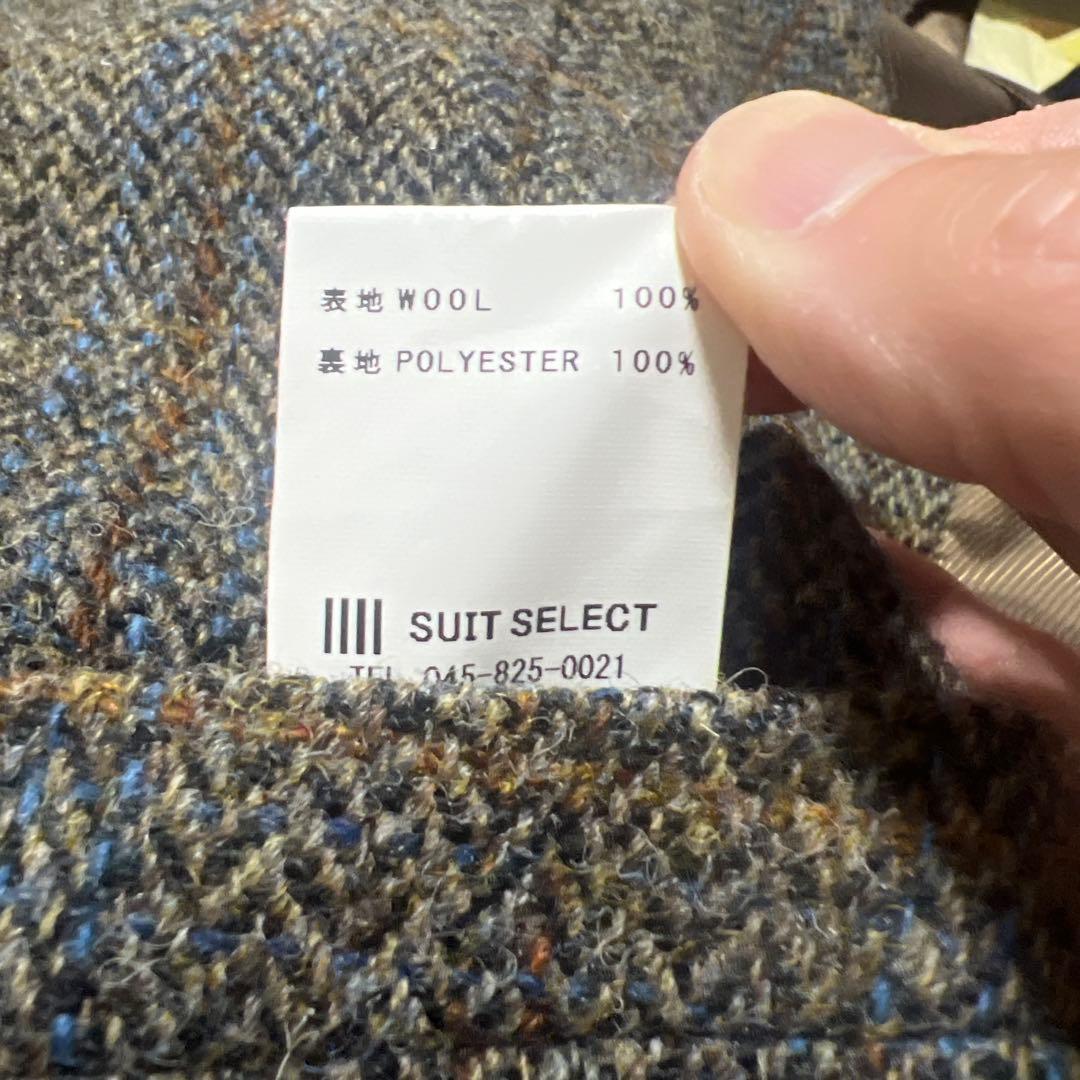 表地 WOOL 100%
裏地 POLYESTER 100%
SUIT SELECT
TEL 045-825-0021